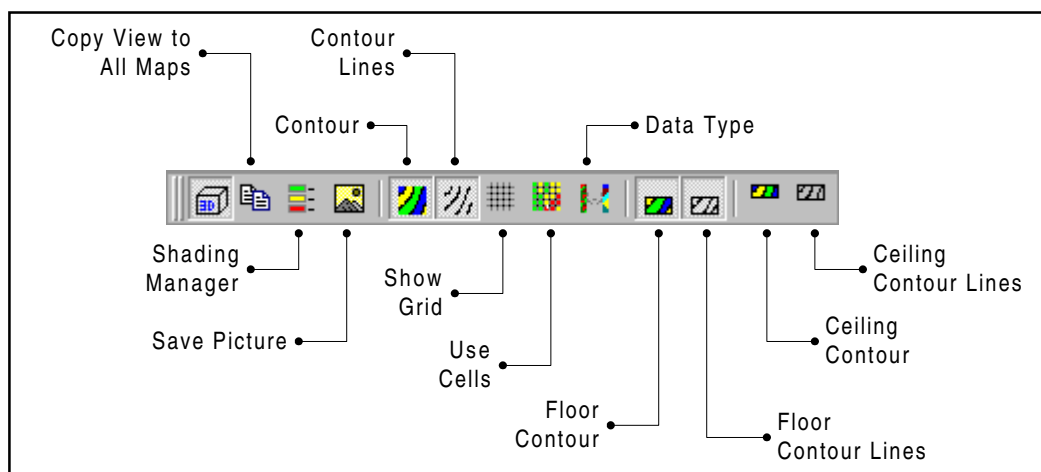 Copy View to
All Maps
Contour
Lines
Contour
Data Type
3D
Shading
Manager
Save Picture
Show
Grid
Use
Cells
Floor
Contour
Floor
Contour Lines
Ceiling
Contour
Ceiling
Contour Lines